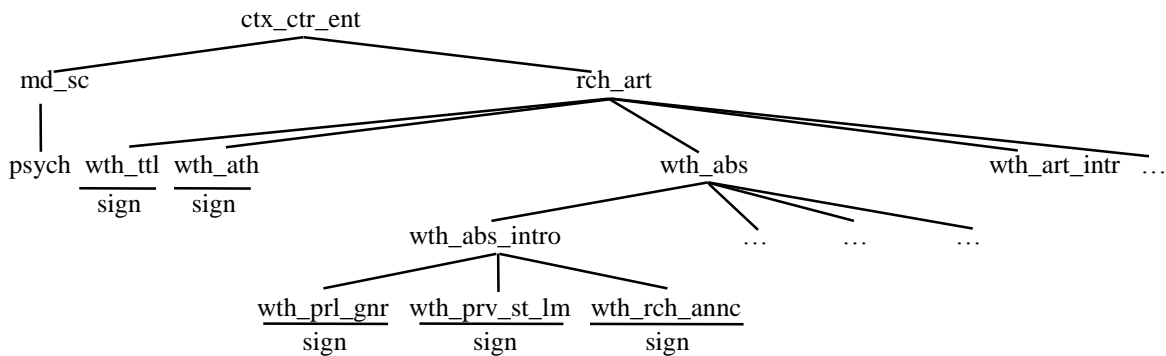 ctx_ctr_ent
md_sc rch_art
psych wth_ttl wth_ath wth_abs wth_art_intr …
sign sign
wth_abs_intro … … …
wth_prl_gnr wth_prv_st_lm wth_rch_annc
sign sign sign